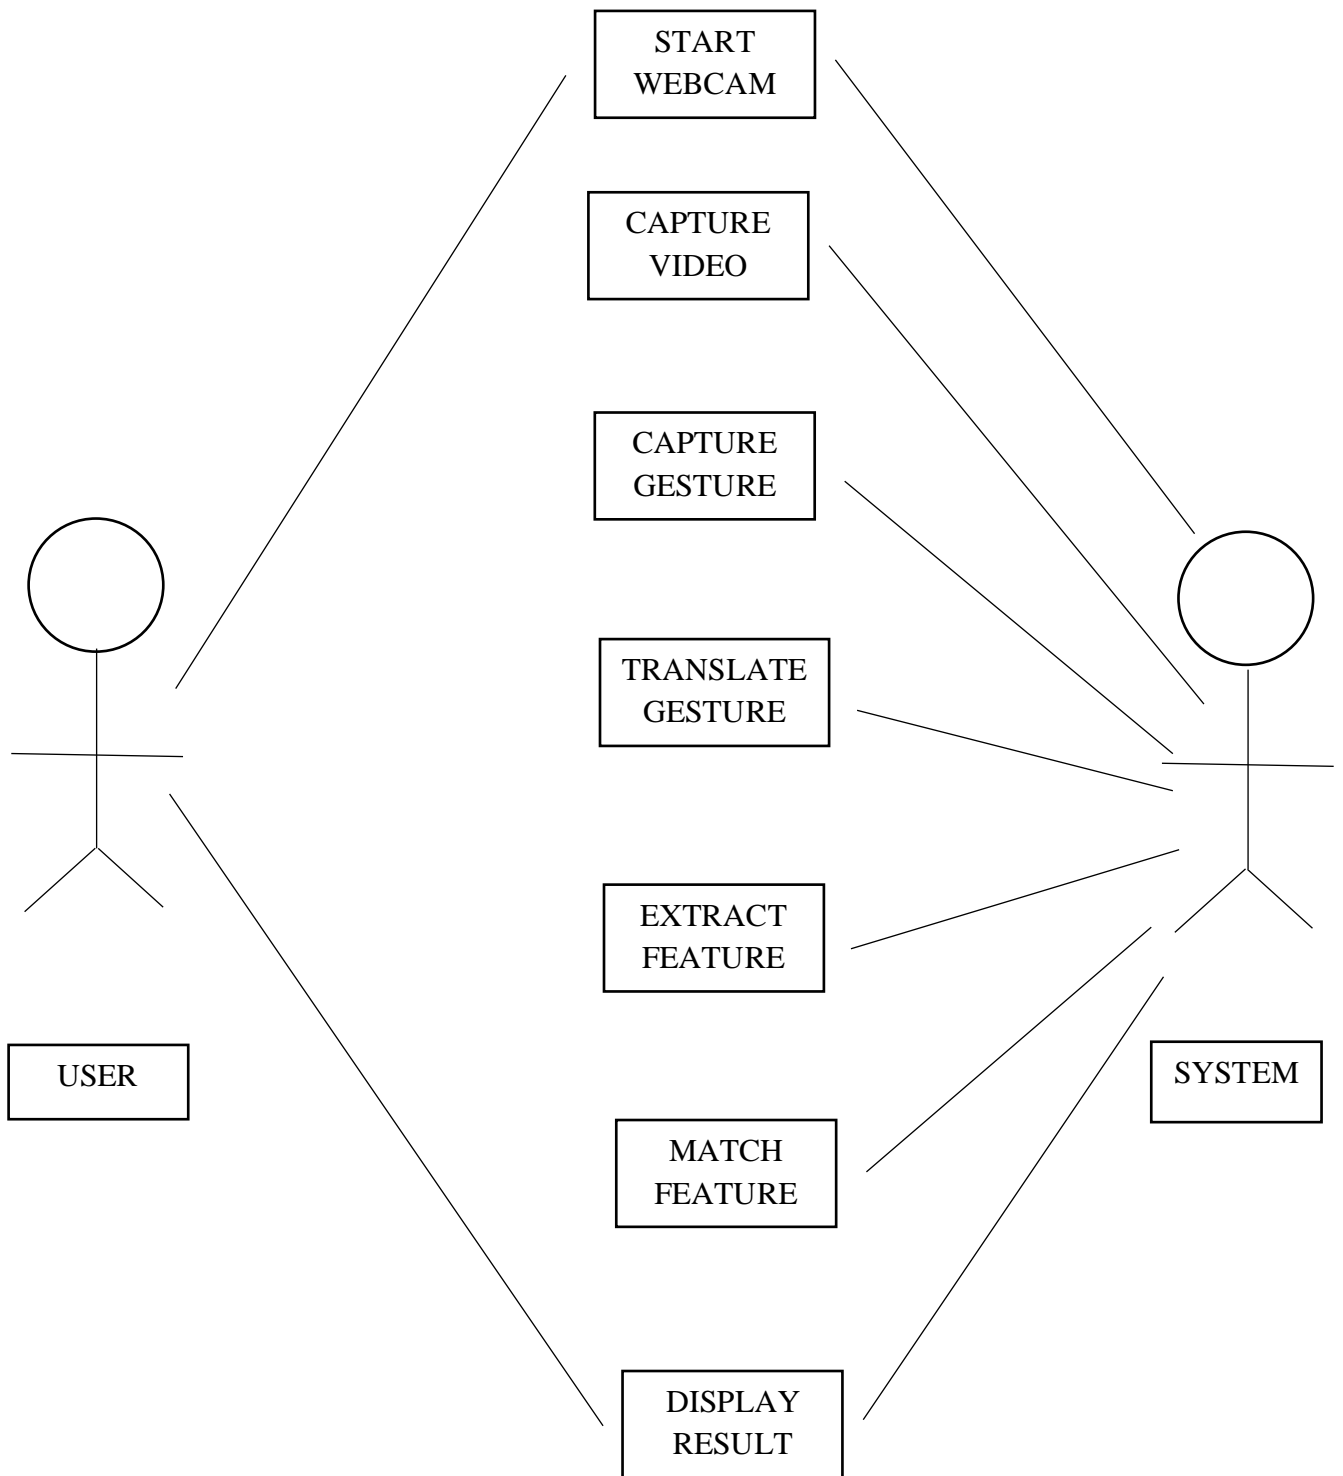 START
WEBCAM
CAPTURE
VIDEO
CAPTURE
GESTURE
TRANSLATE
GESTURE
EXTRACT
FEATURE
USER
SYSTEM
MATCH
FEATURE
DISPLAY
RESULT